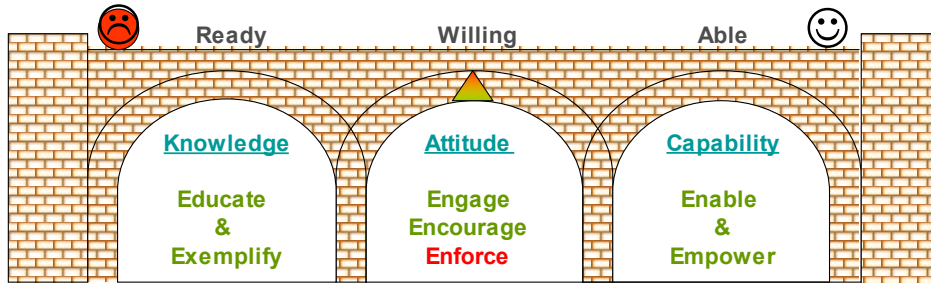 Ready Willing Able
Knowledge
Educate
&
Exemplify
Attitude
Engage
Encourage
Enforce
Capability
Enable
&
Empower